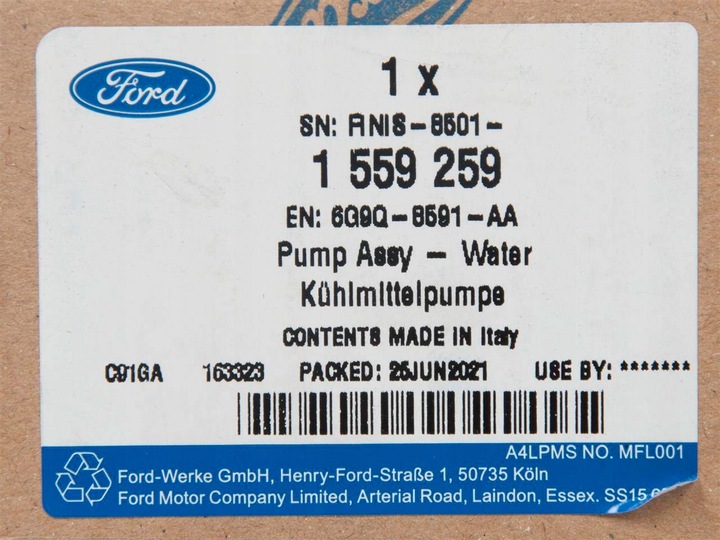 Ford
1 x
SN: FINIS-8501-
1 559 259
EN: 6G9Q-8591-AA
Pump Assy - Water
Kühlmittelpumpe
CONTENTS MADE IN Italy
C91GA 163323 PACKED: 25JUN2021 USE BY: *******
A4LPMS NO. MFL001
Ford-Werke GmbH, Henry-Ford-Straße 1, 50735 Köln
Ford Motor Company Limited, Arterial Road, Laindon, Essex. SS15